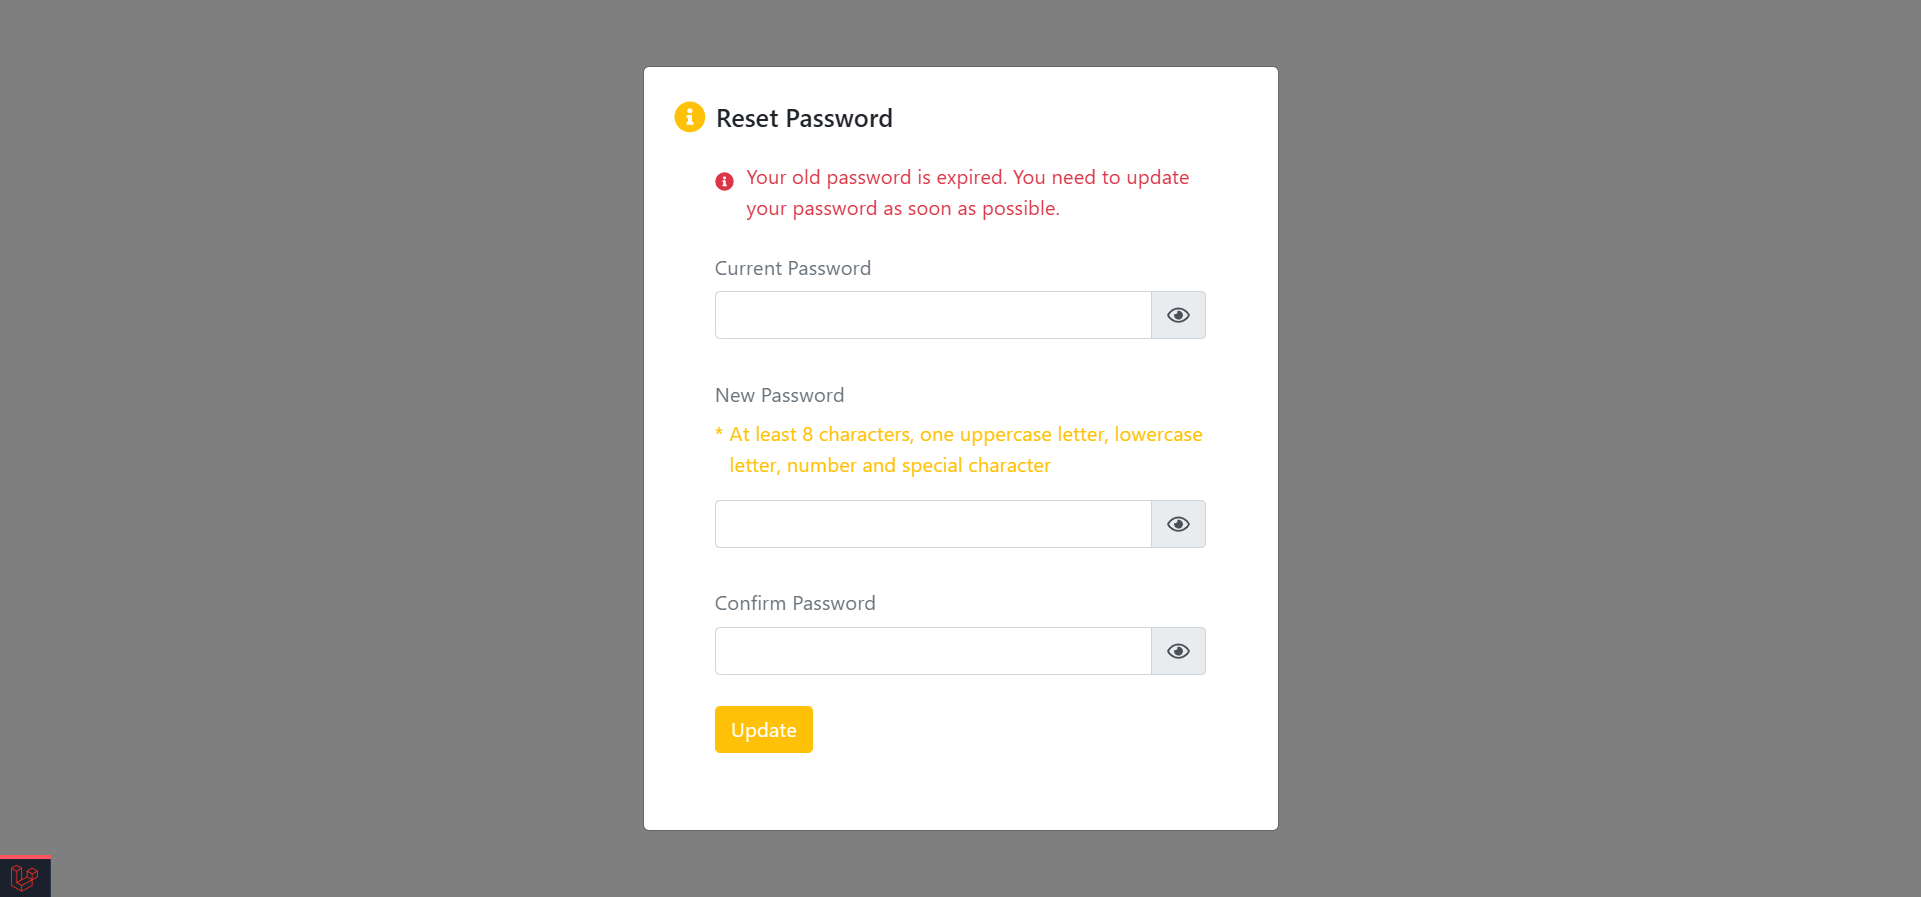 Reset Password
Your old password is expired. You need to update
your password as soon as possible.
Current Password
New Password
* At least 8 characters, one uppercase letter, lowercase
letter, number and special character
Confirm Password
Update